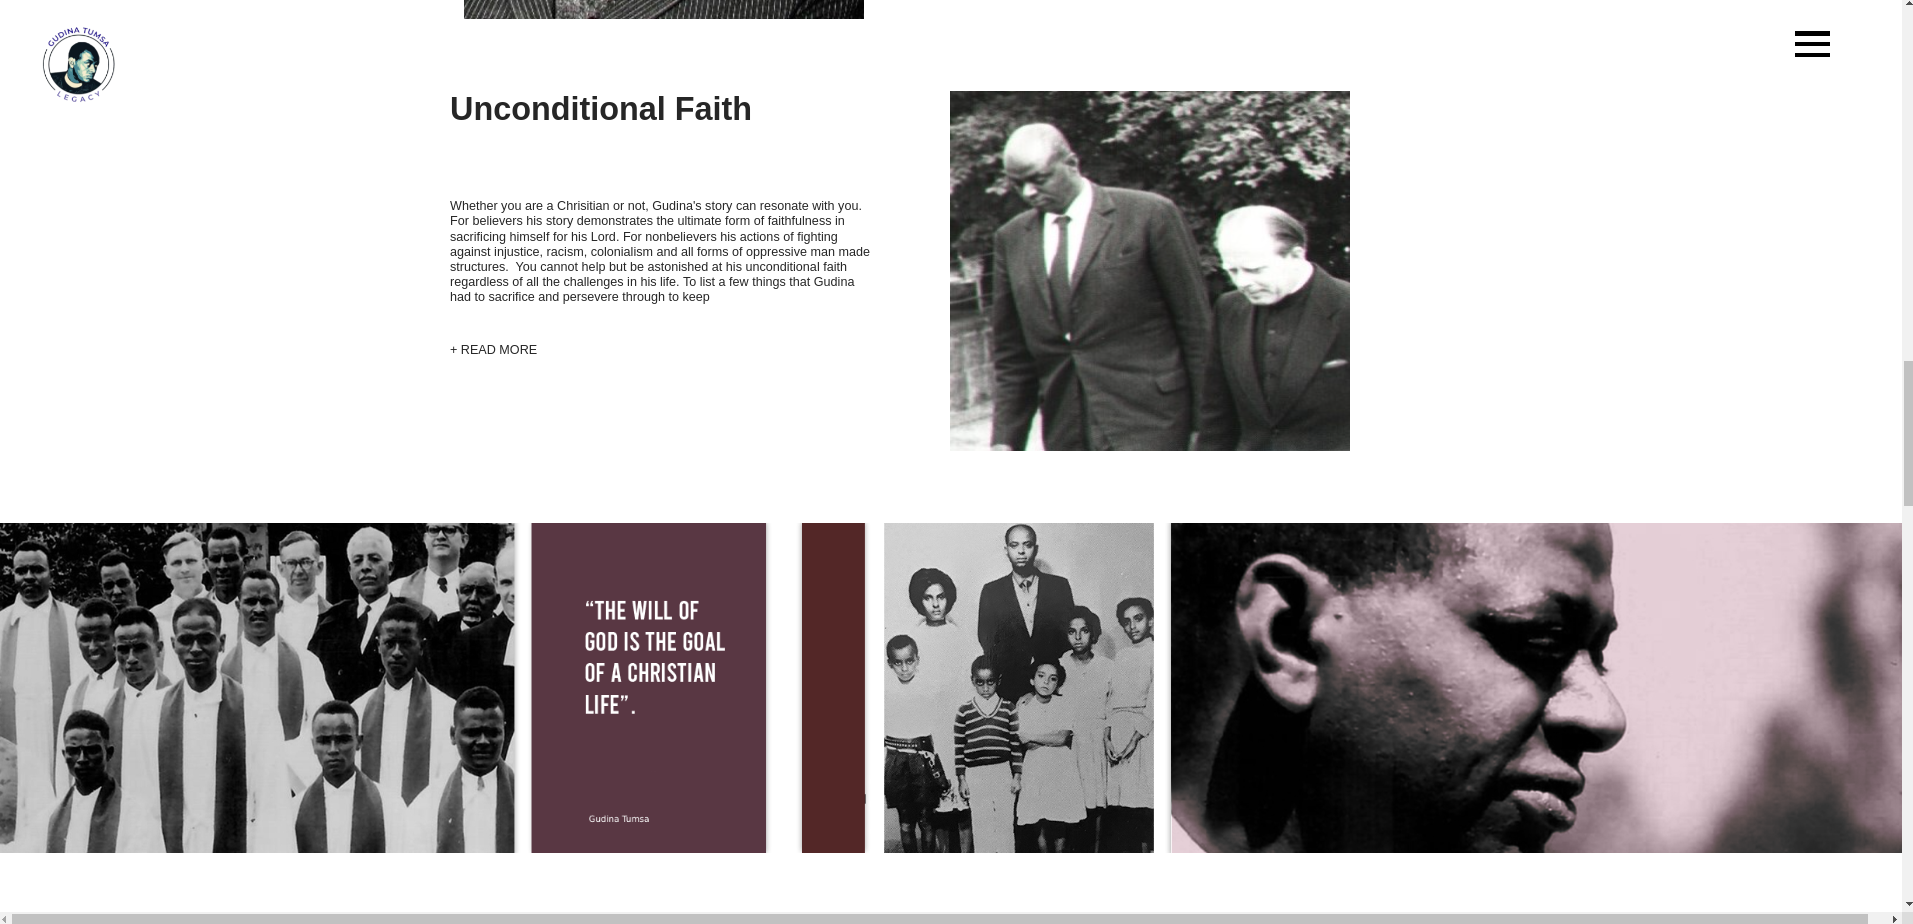 GUDINA TUMSA
LEGACY
Unconditional Faith
Whether you are a Chrisitian or not, Gudina's story can resonate with you.
For believers his story demonstrates the ultimate form of faithfulness in
sacrificing himself for his Lord. For nonbelievers his actions of fighting
against injustice, racism, colonialism and all forms of oppressive man made
structures.  You cannot help but be astonished at his unconditional faith
regardless of all the challenges in his life. To list a few things that Gudina
had to sacrifice and persevere through to keep
+ READ MORE
“THE WILL OF
GOD IS THE GOAL
OF A CHRISTIAN
LIFE”.
Gudina Tumsa